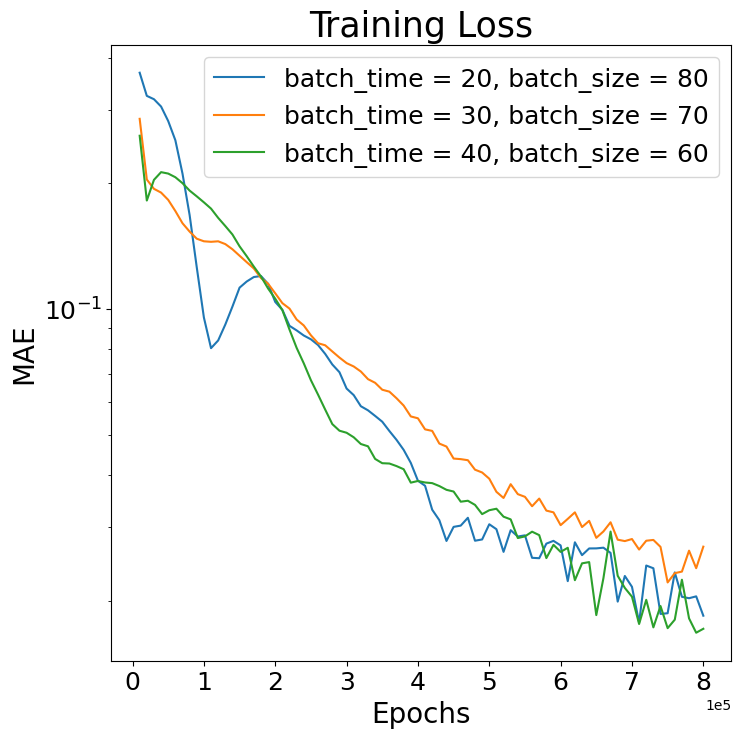 Training Loss
batch_time = 20, batch_size = 80
batch_time = 30, batch_size = 70
batch_time = 40, batch_size = 60
10⁻¹
MAE
0 1 2 3 4 5 6 7 8
1e5
Epochs